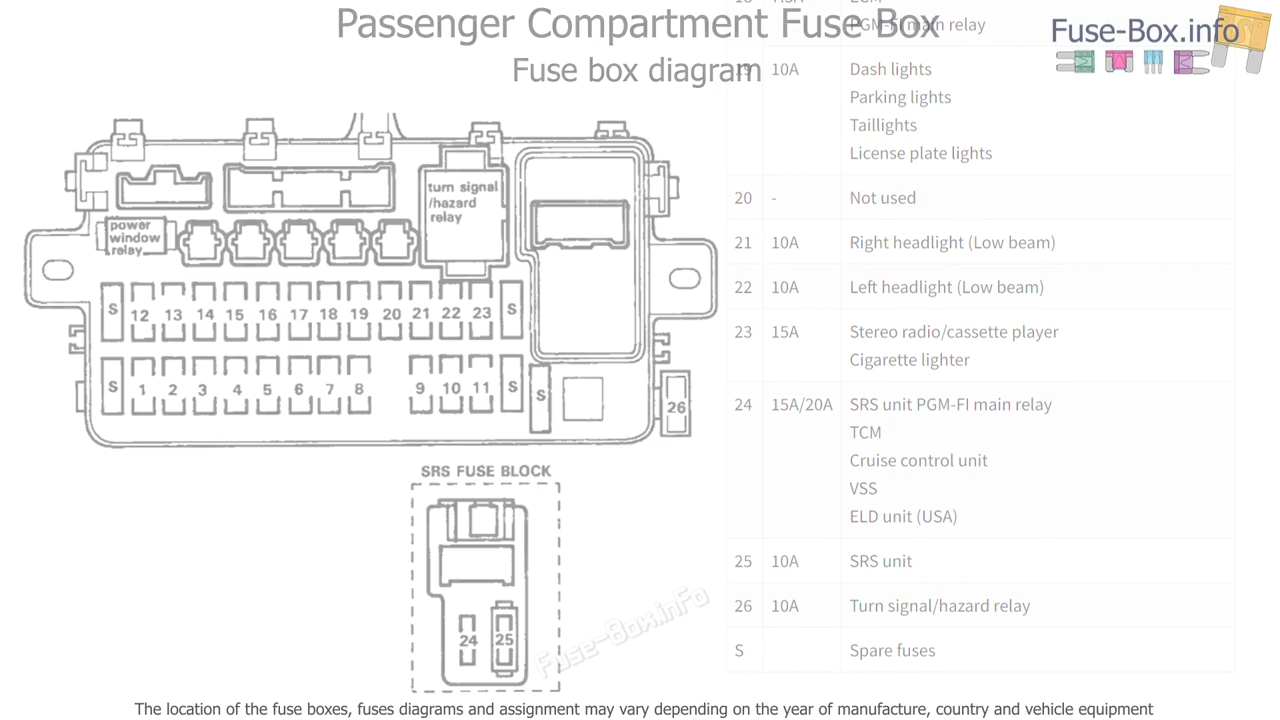 Passenger Compartment Fuse Box
Fuse box diagram
Fuse-Box.info
turn signal
/hazard
relay
power
window
relay
S 12 13 14 15 16 17 18 19 20 21 22 23 S
S 1 2 3 4 5 6 7 8 9 10 11 S
S
26
SRS FUSE BLOCK
24 25
Fuse-Box.info
PGM-FI main relay
19 10A Dash lights
Parking lights
Taillights
License plate lights
20 - Not used
21 10A Right headlight (Low beam)
22 10A Left headlight (Low beam)
23 15A Stereo radio/cassette player
Cigarette lighter
24 15A/20A SRS unit PGM-FI main relay
TCM
Cruise control unit
VSS
ELD unit (USA)
25 10A SRS unit
26 10A Turn signal/hazard relay
S Spare fuses
The location of the fuse boxes, fuses diagrams and assignment may vary depending on the year of manufacture, country and vehicle equipment